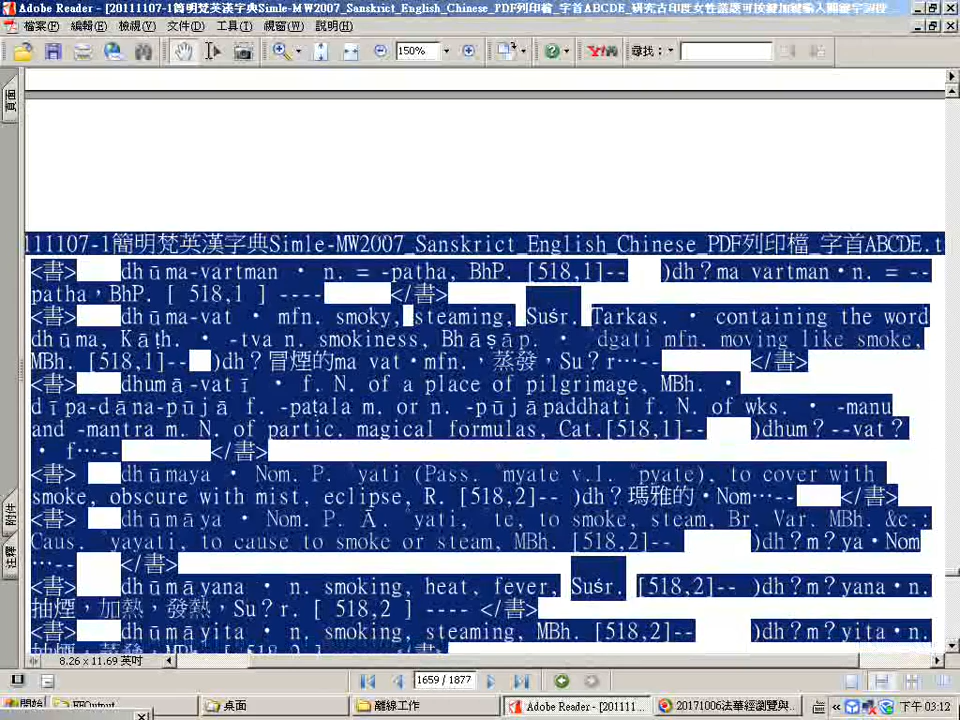 Adobe Reader - [20111107-1簡明梵英漢字典Simle-MW2007_Sanskrict_English_Chinese_PDF列印檔_字首ABCDE_研究古印度女性議題可按鍵輸入關鍵字詞搜
檔案(F) 編輯(E) 檢視(V) 文件(D) 工具(T) 視窗(W) 說明(H)
150% 尋找:
頁面
111107-1簡明梵英漢字典Simle-MW2007_Sanskrict_English_Chinese_PDF列印檔_字首ABCDE.t
<書> dhūma-vartman • n. = -patha, BhP. [518,1]-- )dh?ma vartman•n. = --
patha,BhP. [ 518,1 ] ---- </書>
<書> dhūma-vat • mfn. smoky, steaming, Suśr. Tarkas. • containing the word
dhūma, Kāṭh. • -tva n. smokiness, Bhāṣāp. • dgati mfn. moving like smoke,
MBh. [518,1]-- )dh?冒煙的ma vat•mfn.,蒸發,Su?r…-- </書>
<書> dhumā-vatī • f. N. of a place of pilgrimage, MBh. •
dīpa-dāna-pūjā f. -paṭala m. or n. -pūjāpaddhati f. N. of wks. • -manu
and -mantra m. N. of partic. magical formulas, Cat.[518,1]-- )dhum?--vat?
• f…-- </書>
<書> dhūmaya • Nom. P. yati (Pass. myate v.l. pyate), to cover with
smoke, obscure with mist, eclipse, R. [518,2]-- )dh?瑪雅的•Nom…-- </書>
<書> dhūmāya • Nom. P. Ā. yati, te, to smoke, steam, Br. Var. MBh. &c.:
Caus. yayati, to cause to smoke or steam, MBh. [518,2]-- )dh?m?ya•Nom
…-- </書>
<書> dhūmāyana • n. smoking, heat, fever, Suśr. [518,2]-- )dh?m?yana•n.
抽煙,加熱,發熱,Su?r. [ 518,2 ] ---- </書>
<書> dhūmāyita • n. smoking, steaming, MBh. [518,2]-- )dh?m?yita•n.
抽煙,蒸發,MBh. [ 518,2 ] ---- </書>
附件
注釋
8.26 x 11.69 英吋
1659 / 1877
開始 FFOutput 桌面 離線工作 Adobe Reader - [201111... 20171006法華經瀏覽與... 下午 03:12